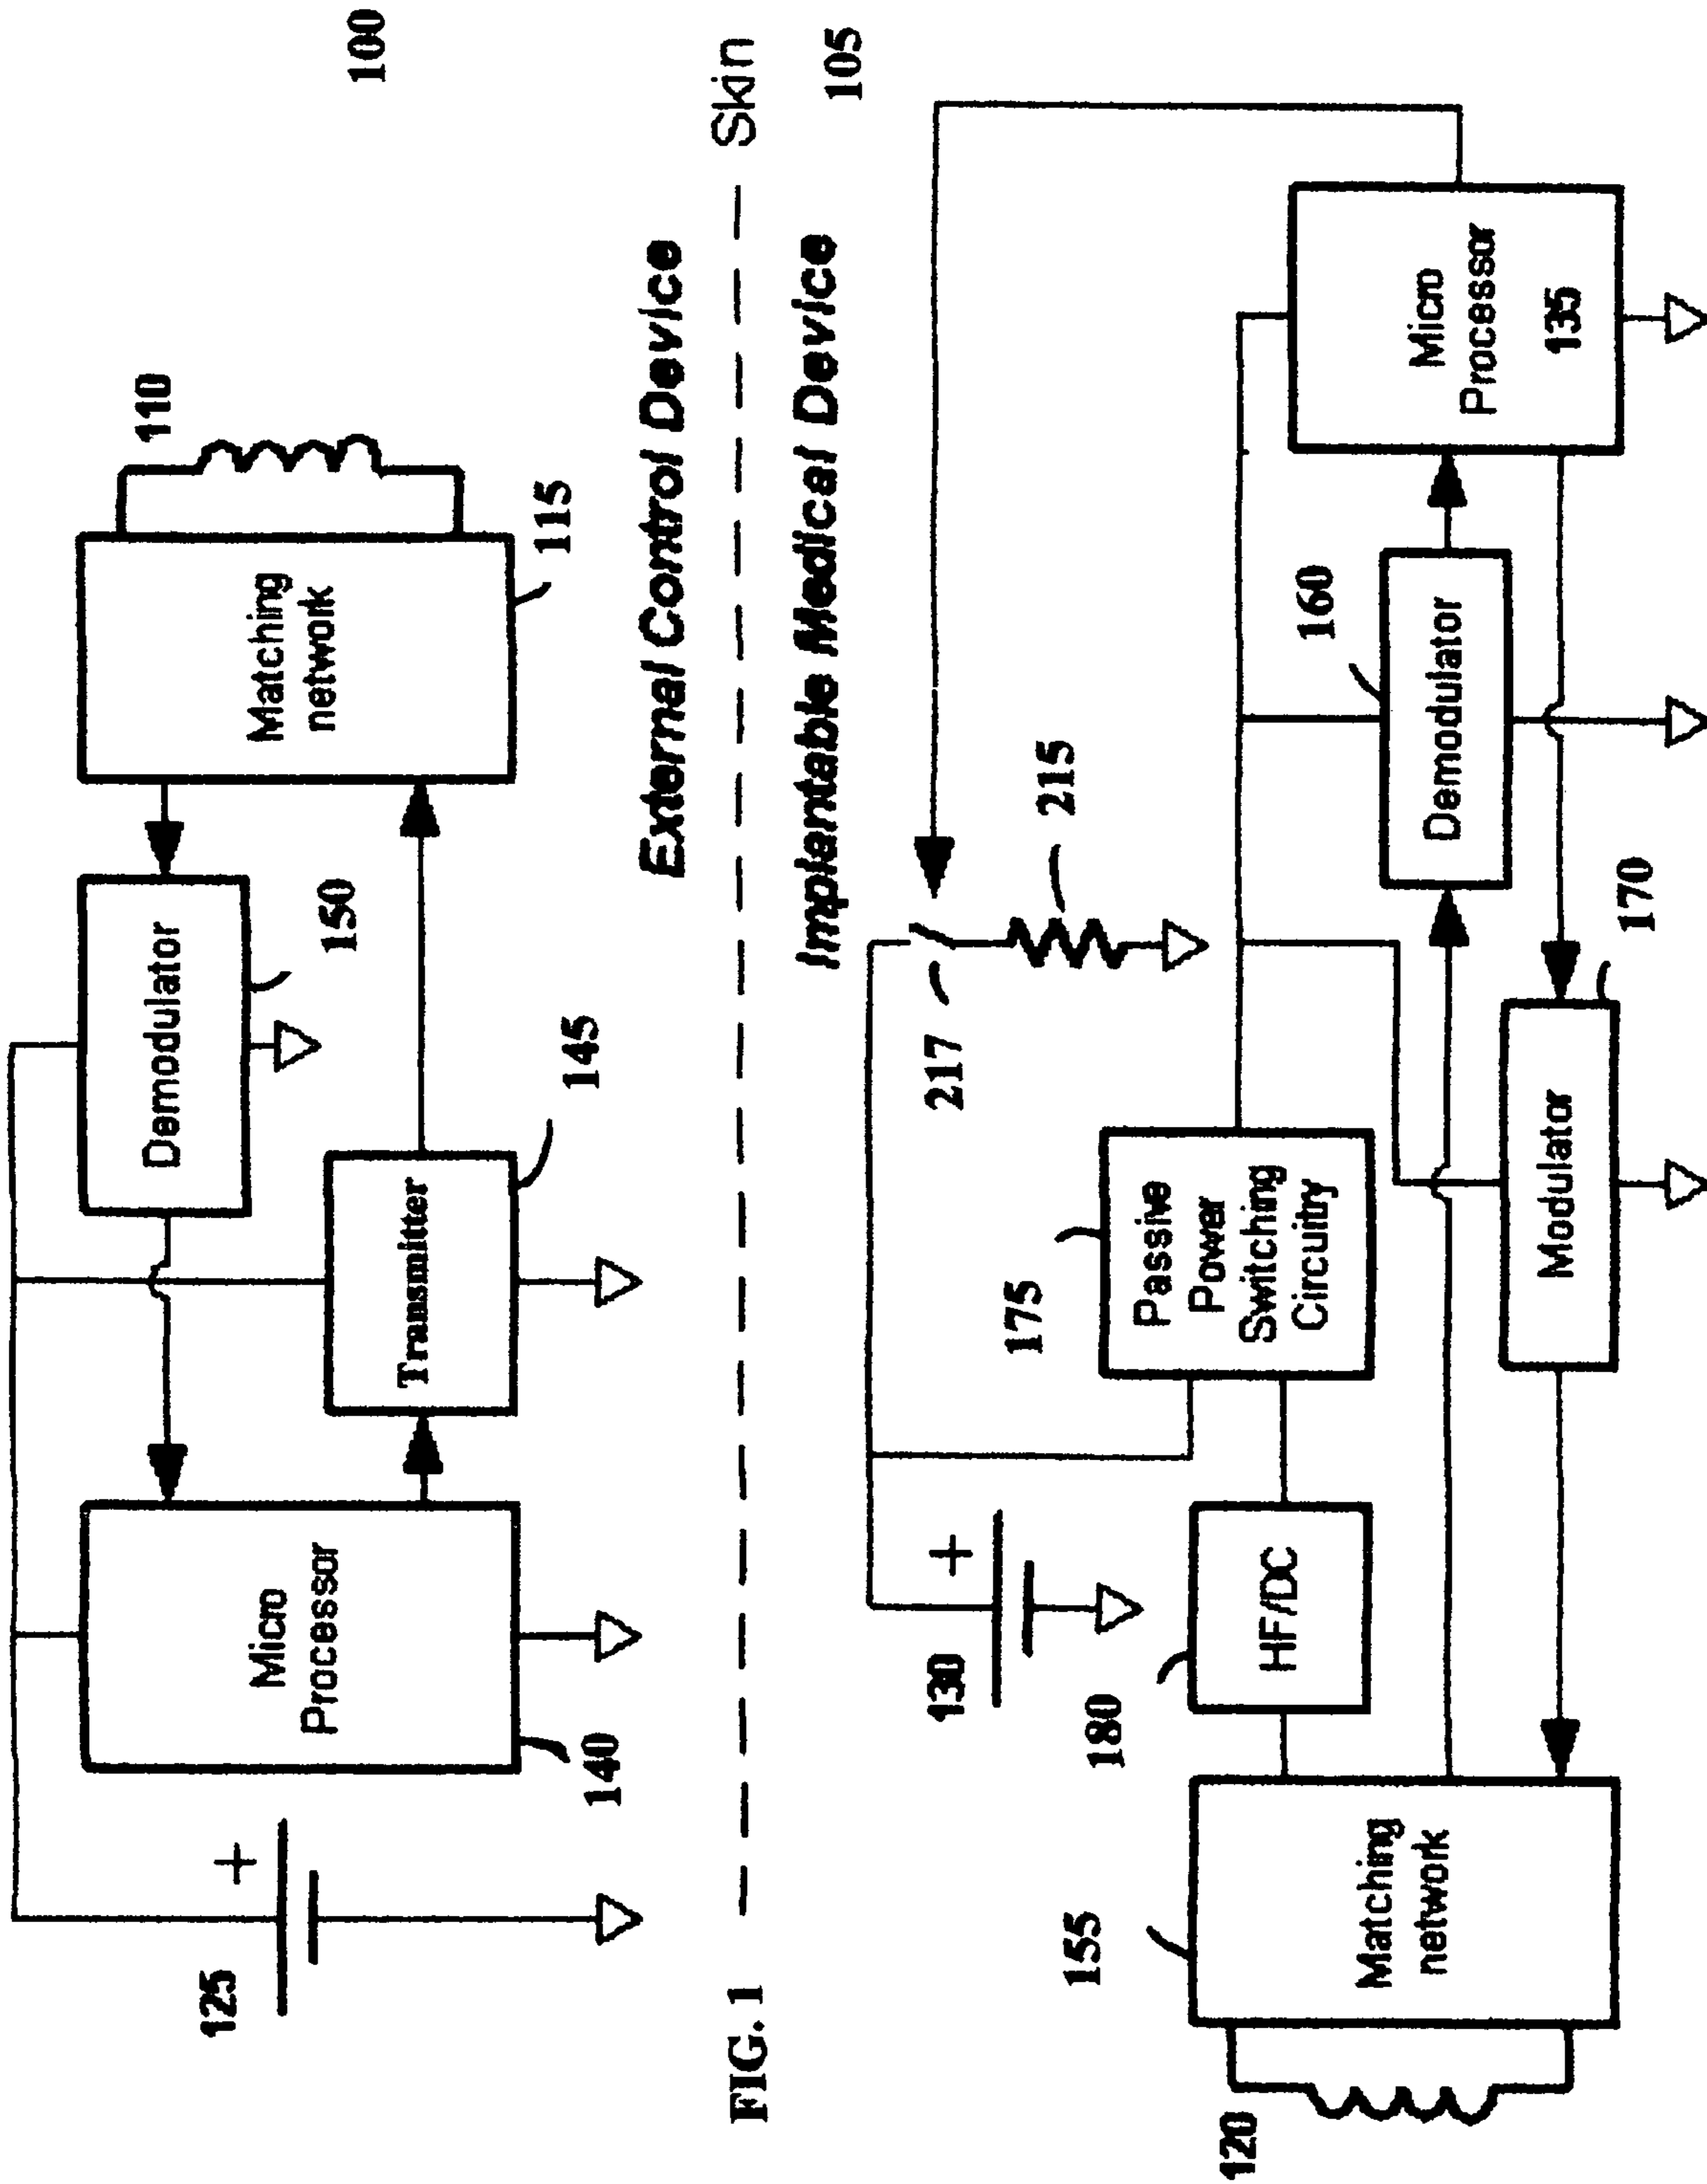 100
125
+
Micro
Processor
140
Demodulator
150
Transmitter
145
Matching
network
115
110
External Control Device
FIG. 1
Skin
Implantable Medical Device
105
130
+
217
215
175
Passive
Power
Switching
Circuitry
180
HF/DC
155
Matching
network
120
160
Demodulator
Micro
Processor
135
Modulator
170